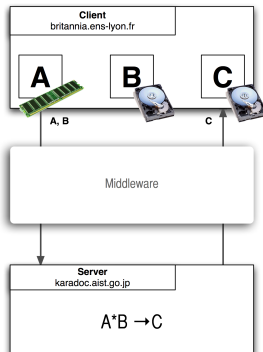 Client
britannia.ens-lyon.fr
A
B
C
A, B
C
Middleware
Server
karadoc.aist.go.jp
A*B →C